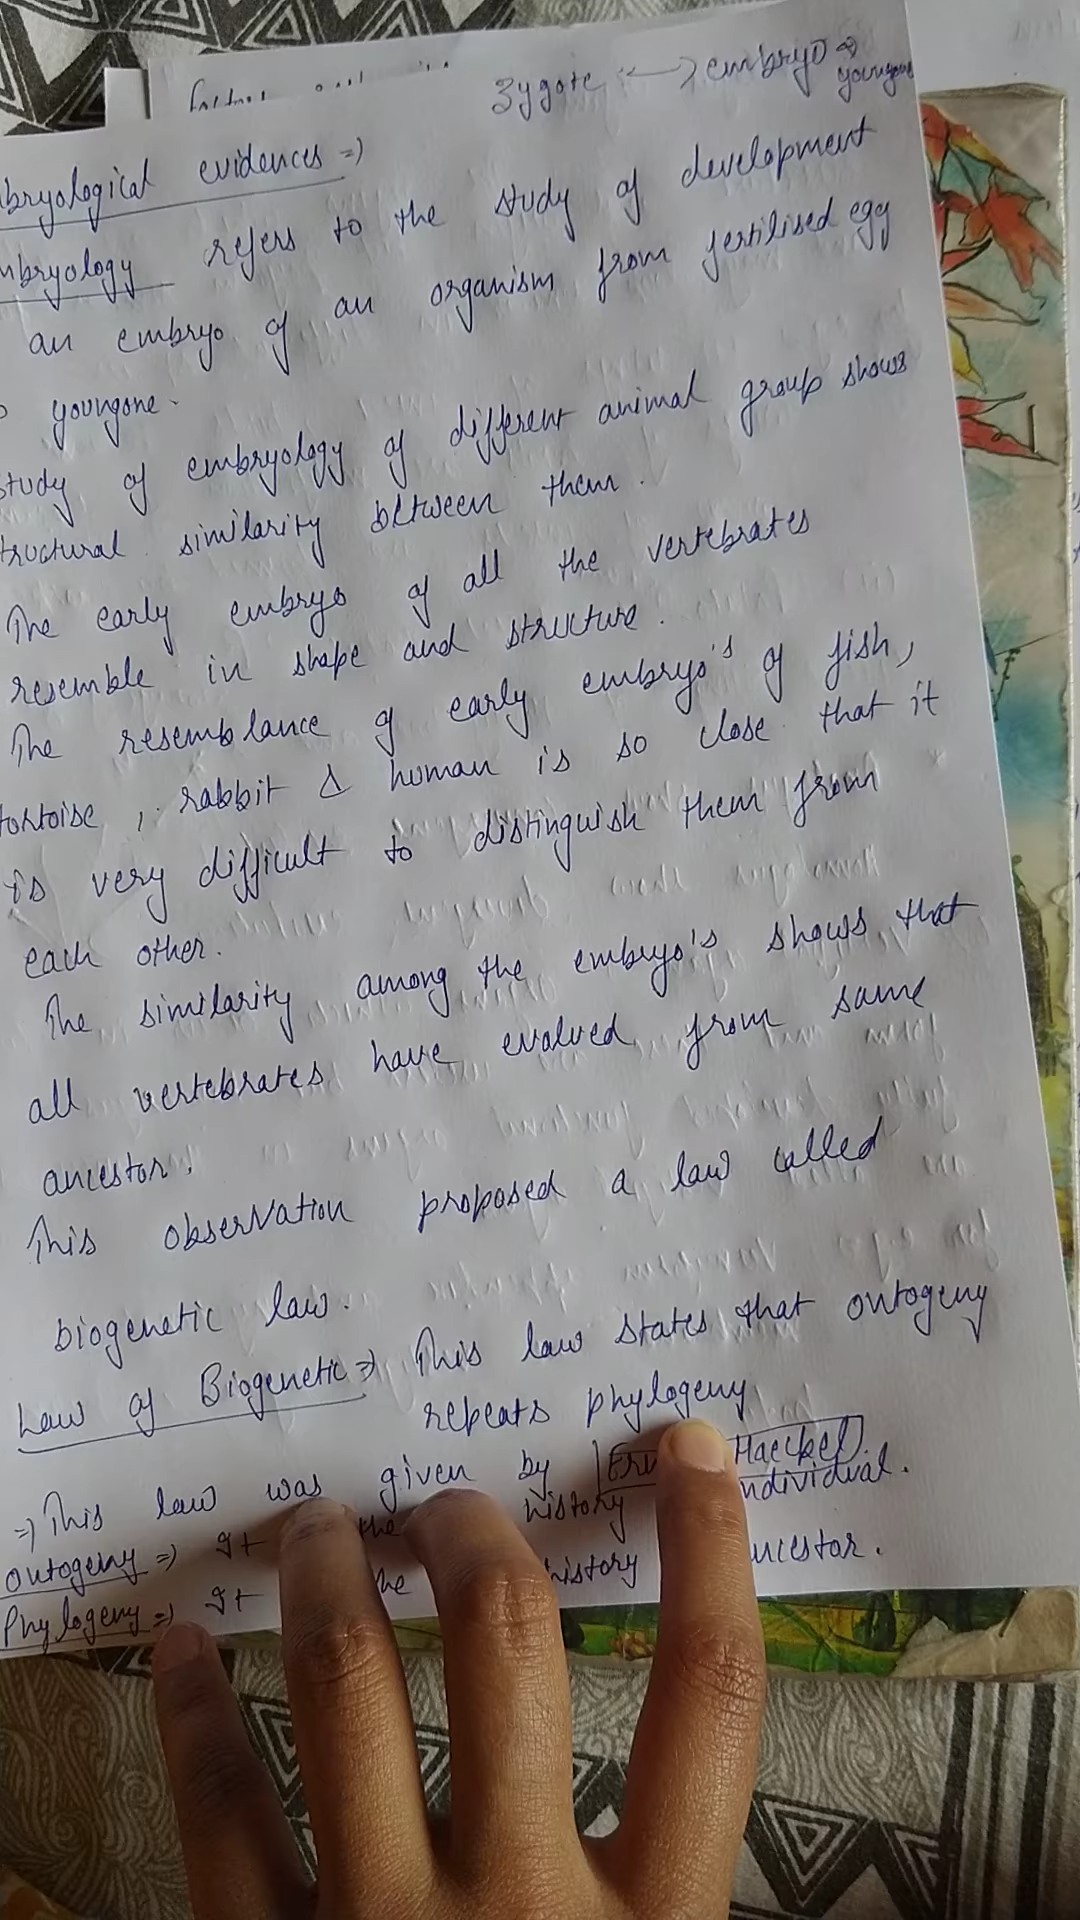 zygote <-> embryo =>
youngone
bryological evidences =>
mbryology refers to the study of development
an embryo of an organism from fertilised egg
o youngone.
study of embryology of different animal group shows
tructural similarity between them.
The early embryo of all the vertebrates
resemble in shape and structure.
The resemblance of early embryo's of fish,
tortoise, rabbit & human is so close that it
is very difficult to distinguish them from
each other.
The similarity among the embryo's shows that
all vertebrates have evolved from same
ancestor.
This observation proposed a law called
biogenetic law.
Law of Biogenetic => This law states that ontogeny
repeats phylogeny
=> This law was given by Haeckel.
ontogeiny => It the history ndividual.
Phylogeny => It he history ncestor.